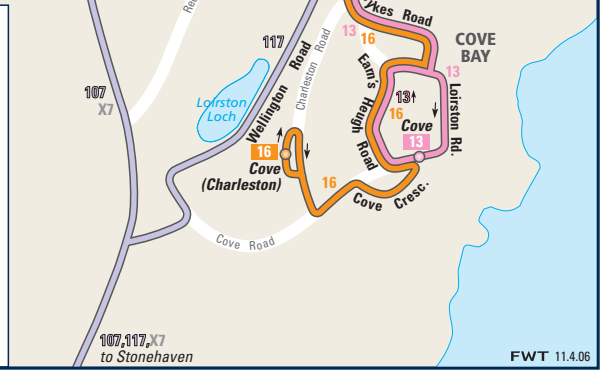 ykes Road
13
16
COVE
BAY
117
Wellington Road
Charleston Road
107
X7
Loirston
Loch
Earn's Heugh Road
13
13
16
Cove
13
Loirston Rd.
16
Cove
(Charleston)
16
Cove Cresc.
Cove Road
107,117,X7
to Stonehaven
FWT 11.4.06